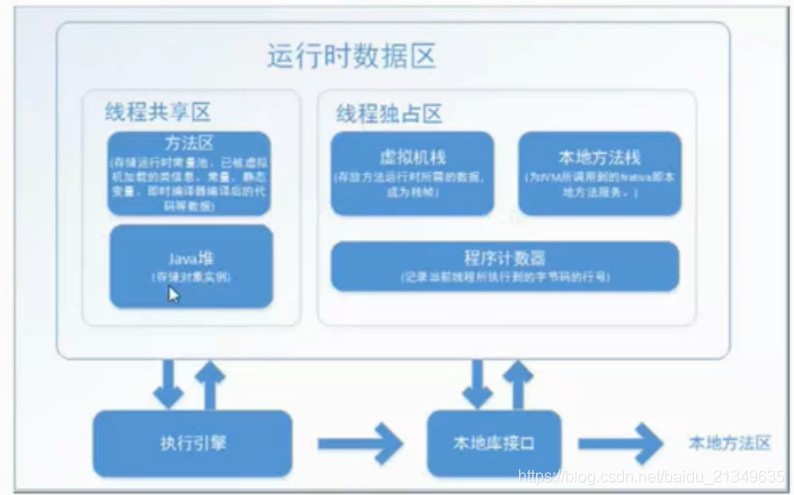 运行时数据区
线程共享区
方法区
(存储运行时常量池，已被虚拟
机加载的类信息、常量、静态
变量、即时编译器编译后的代
码等数据)
Java堆
(存储对象实例)
线程独占区
虚拟机栈
(存放方法运行时所需的数据，
成为栈帧)
本地方法栈
(为JVM所调用到的Nativa即本
地方法服务。)
程序计数器
(记录当前线程所执行到的字节码的行号)
执行引擎
本地库接口
本地方法区
https://blog.csdn.net/baidu_21349635